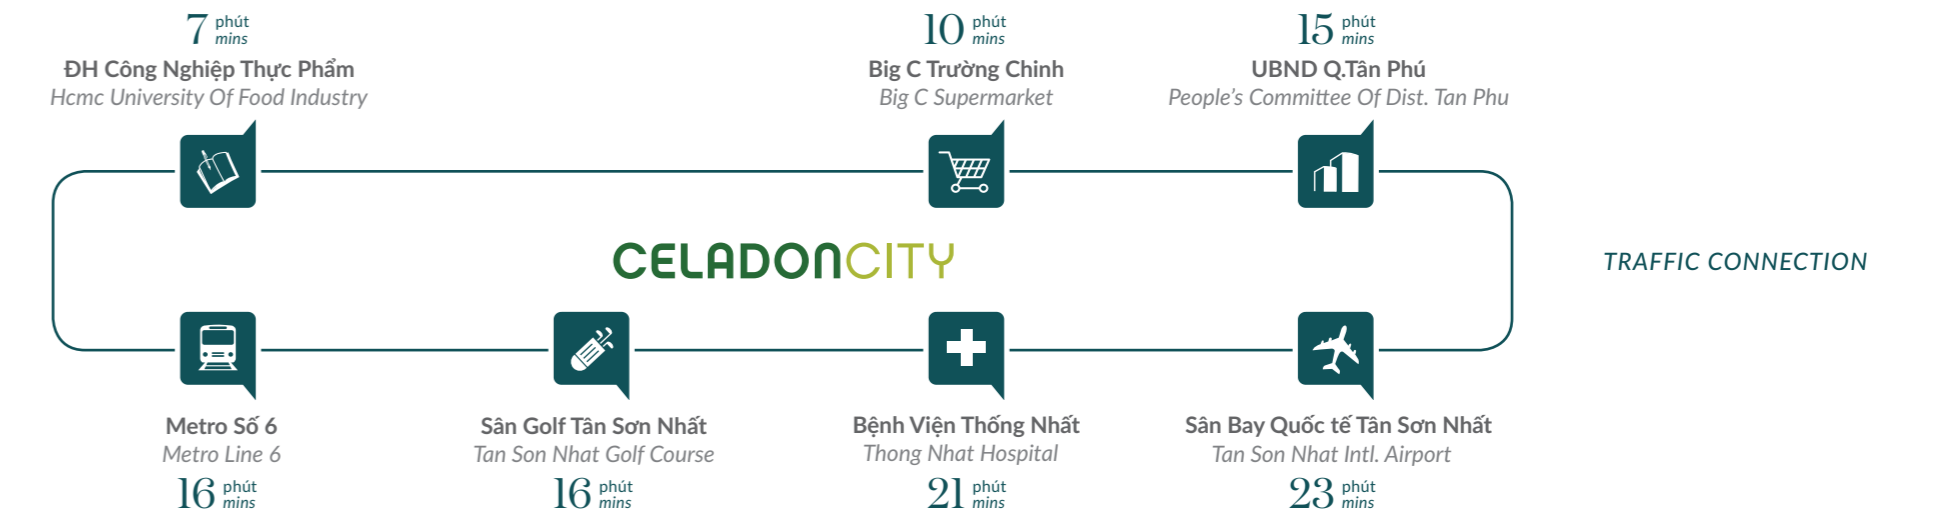 7 phút
mins
ĐH Công Nghiệp Thực Phẩm
Hcmc University Of Food Industry
10 phút
mins
Big C Trường Chinh
Big C Supermarket
15 phút
mins
UBND Q.Tân Phú
People's Committee Of Dist. Tan Phu
CELADONCITY
TRAFFIC CONNECTION
Metro Số 6
Metro Line 6
16 phút
mins
Sân Golf Tân Sơn Nhất
Tan Son Nhat Golf Course
16 phút
mins
Bệnh Viện Thống Nhất
Thong Nhat Hospital
21 phút
mins
Sân Bay Quốc tế Tân Sơn Nhất
Tan Son Nhat Intl. Airport
23 phút
mins